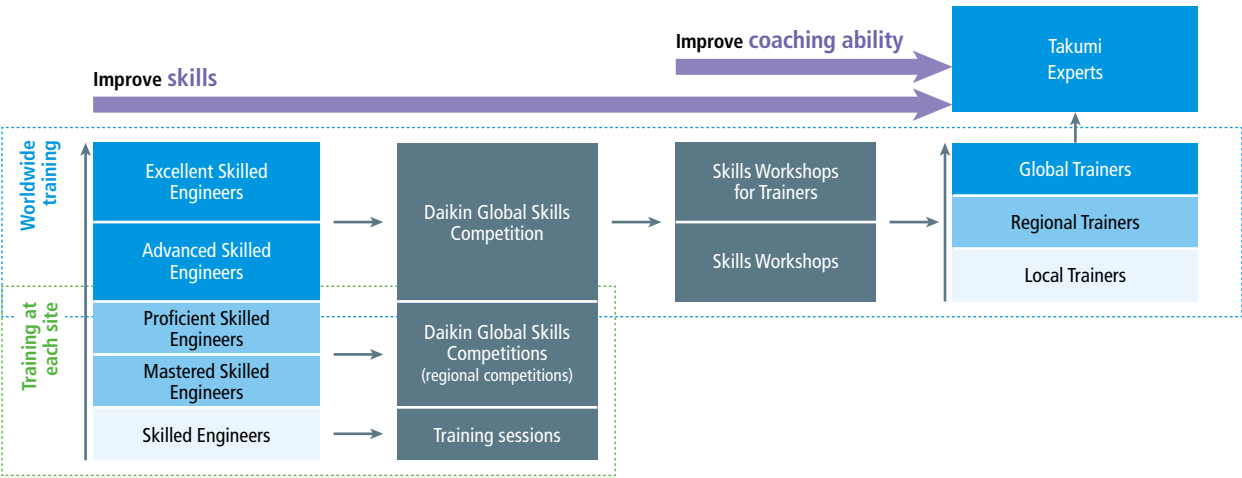 Improve coaching ability
Improve skills
Takumi
Experts
Worldwide
training
Excellent Skilled
Engineers
Advanced Skilled
Engineers
Daikin Global Skills
Competition
Skills Workshops
for Trainers
Skills Workshops
Global Trainers
Regional Trainers
Local Trainers
Training at
each site
Proficient Skilled
Engineers
Mastered Skilled
Engineers
Skilled Engineers
Daikin Global Skills
Competitions
(regional competitions)
Training sessions